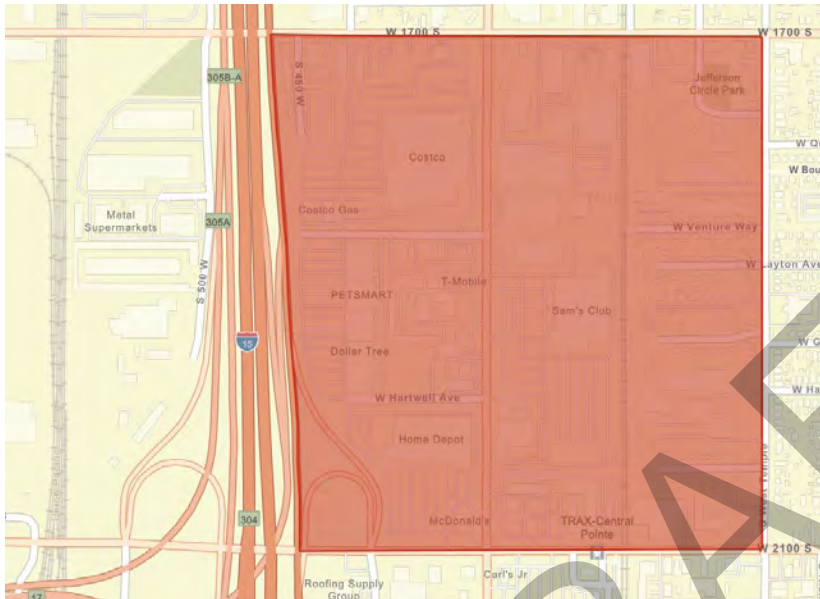 W 1700 S
W 1700 S
305B-A
S 450 W
Jefferson
Circle Park
Costco
W Bou
Metal
Supermarkets
305A
Costco Gas
W Venture Way
S 500 W
T-Mobile
W Layton Ave
PETSMART
Sam's Club
15
Dollar Tree
W Hartwell Ave
W Ha
Home Depot
304
McDonald's
TRAX-Central
Pointe
W 2100 S
Roofing Supply
Group
Carl's Jr
17